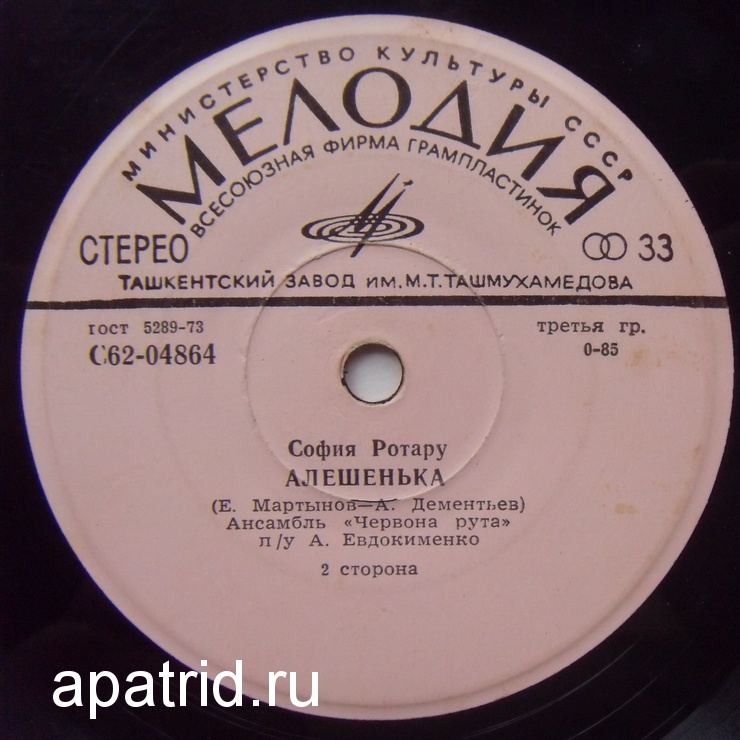 МИНИСТЕРСТВО КУЛЬТУРЫ СССР
МЕЛОДИЯ
ВСЕСОЮЗНАЯ ФИРМА ГРАМПЛАСТИНОК
СТЕРЕО 33
ТАШКЕНТСКИЙ ЗАВОД ИМ. М.Т. ТАШМУХАМЕДОВА
гост 5289-73 третья гр.
С62-04864 0-85
София Ротару
АЛЕШЕНЬКА
(Е. Мартынов—А. Дементьев)
Ансамбль «Червона рута»
п/у А. Евдокименко
2 сторона
apatrid.ru